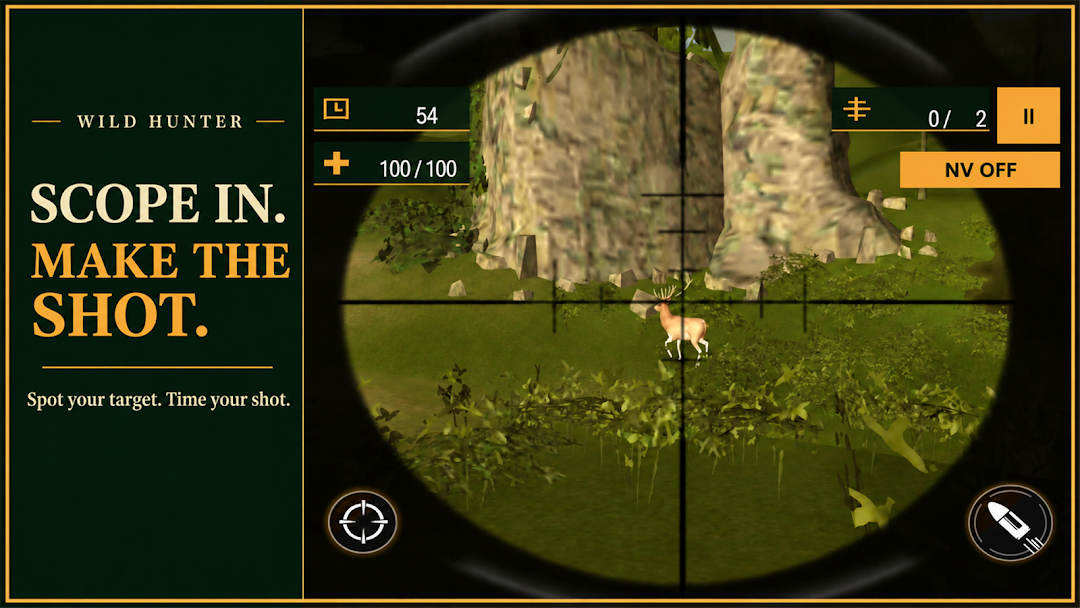 WILD HUNTER
SCOPE IN.
MAKE THE
SHOT.
Spot your target. Time your shot.
54
100/100
0/ 2
II
NV OFF